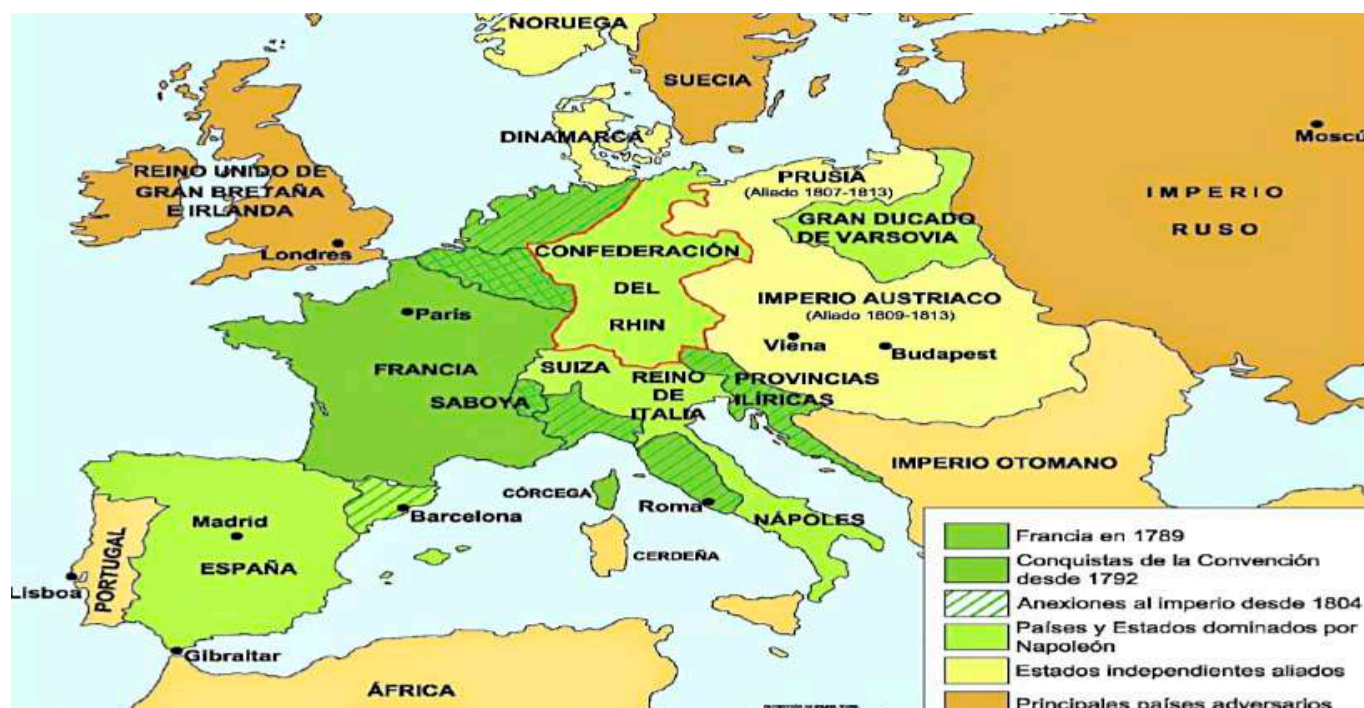 NORUEGA
SUECIA
Moscú
DINAMARCA
REINO UNIDO DE
GRAN BRETAÑA
E IRLANDA
Londres
PRUSIA
(Aliado 1807-1813)
GRAN DUCADO
DE VARSOVIA
IMPERIO
RUSO
CONFEDERACIÓN
DEL
RHIN
IMPERIO AUSTRIACO
(Aliado 1809-1813)
Viena
Budapest
París
FRANCIA
SUIZA
SABOYA
REINO
DE
ITALIA
PROVINCIAS
ILÍRICAS
IMPERIO OTOMANO
CÓRCEGA
Roma
NÁPOLES
CERDEÑA
Barcelona
Madrid
ESPAÑA
PORTUGAL
Lisboa
Gibraltar
ÁFRICA
Francia en 1789
Conquistas de la Convención
desde 1792
Anexiones al imperio desde 1804
Países y Estados dominados por
Napoleón
Estados independientes aliados
Principales países adversarios